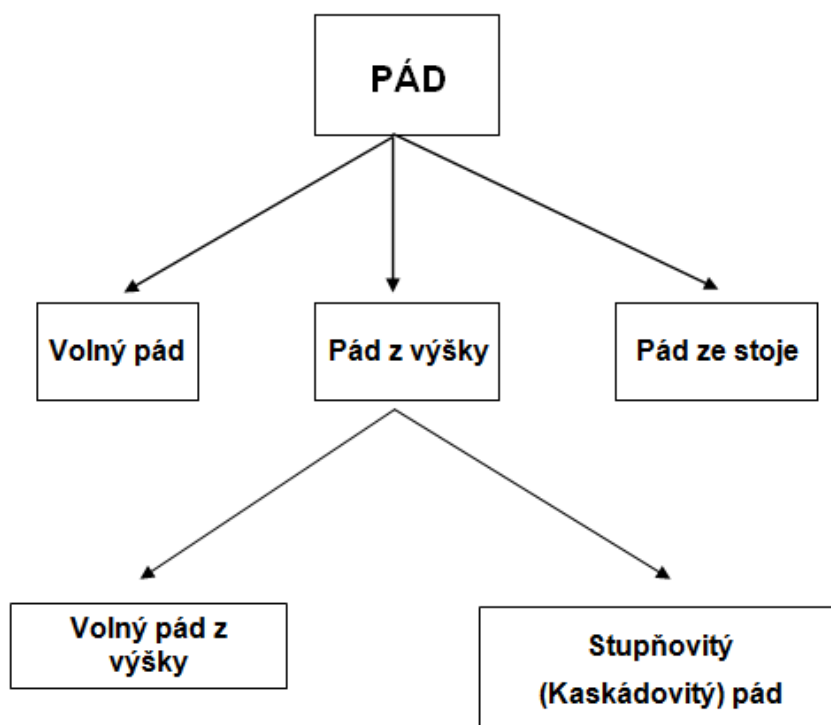 PÁD
Volný pád
Pád z výšky
Pád ze stoje
Volný pád z
výšky
Stupňovitý
(Kaskádovitý) pád